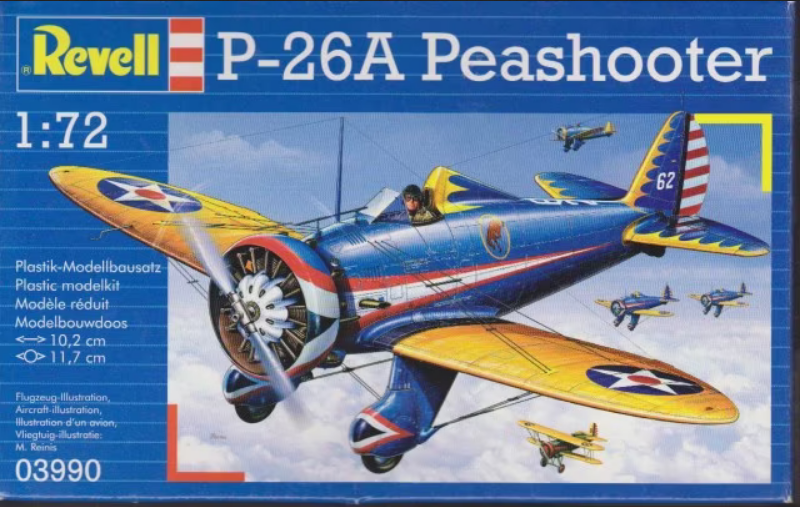 ® Revell
P-26A Peashooter
1:72
62
Plastik-Modellbausatz
Plastic modelkit
Modèle réduit
Modelbouwdoos
10,2 cm
11,7 cm
Flugzeug-Illustration,
Aircraft-illustration,
Illustration d'un avion,
Vliegtuig-illustratie:
M. Reinis
03990